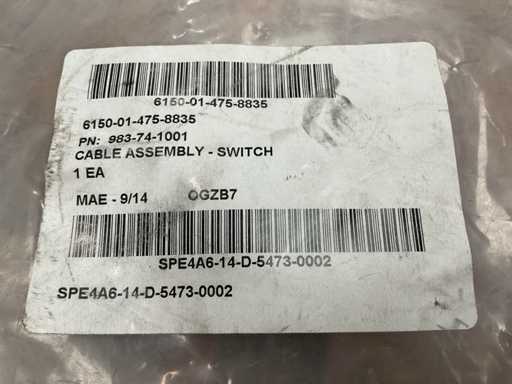 6150-01-475-8835
6150-01-475-8835
PN: 983-74-1001
CABLE ASSEMBLY - SWITCH
1 EA
MAE - 9/14 OGZB7
SPE4A6-14-D-5473-0002
SPE4A6-14-D-5473-0002